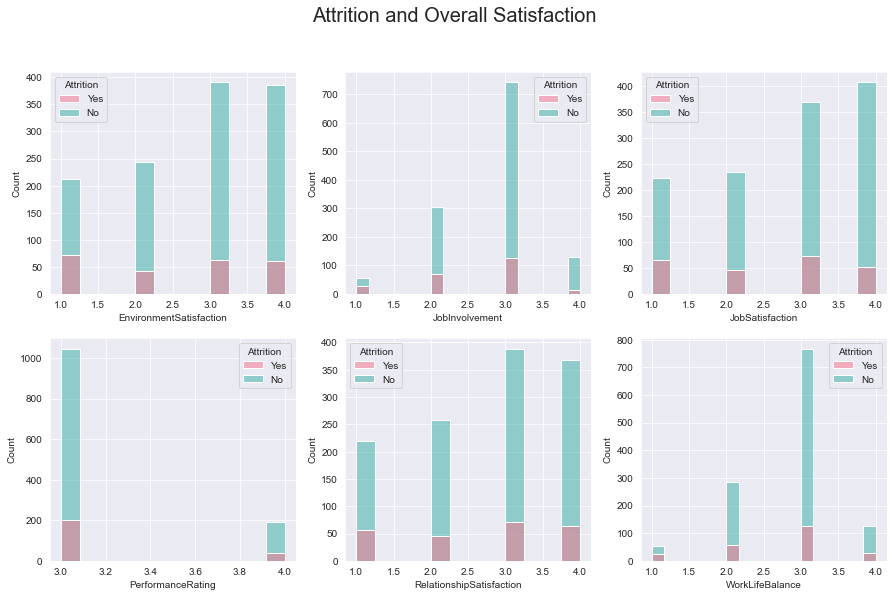 Attrition and Overall Satisfaction
400
350
300
250
200
150
100
50
0
Count
Attrition
Yes
No
1.0 1.5 2.0 2.5 3.0 3.5 4.0
EnvironmentSatisfaction
700
600
500
400
300
200
100
0
Count
Attrition
Yes
No
1.0 1.5 2.0 2.5 3.0 3.5 4.0
JobInvolvement
400
350
300
250
200
150
100
50
0
Count
Attrition
Yes
No
1.0 1.5 2.0 2.5 3.0 3.5 4.0
JobSatisfaction
1000
800
600
400
200
0
Count
Attrition
Yes
No
3.0 3.2 3.4 3.6 3.8 4.0
PerformanceRating
400
350
300
250
200
150
100
50
0
Count
Attrition
Yes
No
1.0 1.5 2.0 2.5 3.0 3.5 4.0
RelationshipSatisfaction
800
700
600
500
400
300
200
100
0
Count
Attrition
Yes
No
1.0 1.5 2.0 2.5 3.0 3.5 4.0
WorkLifeBalance